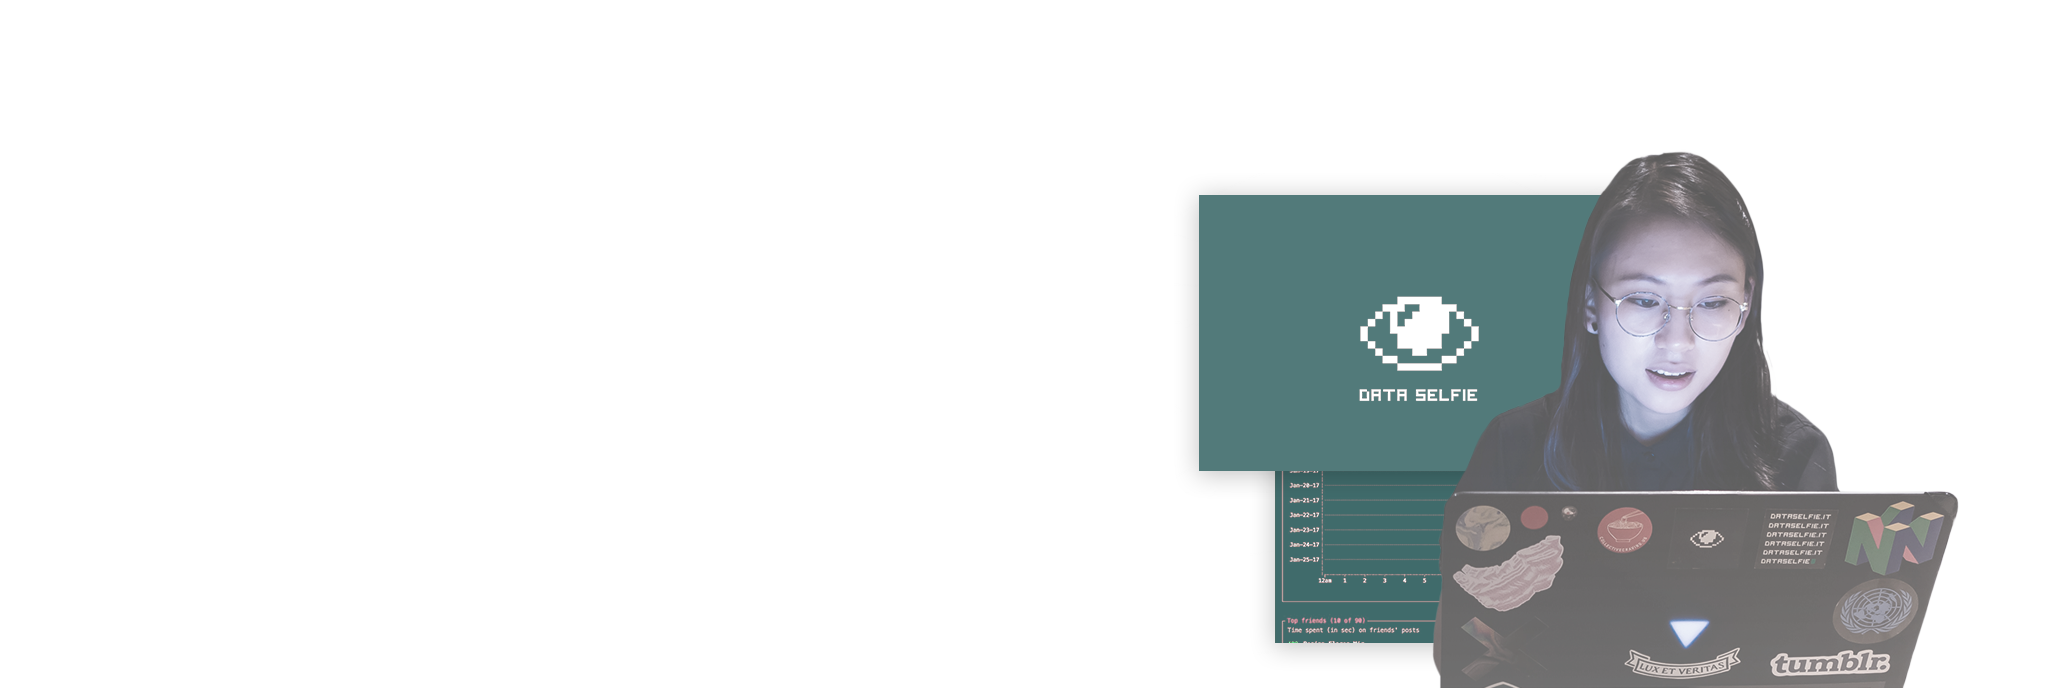 DATA SELFIE
Jan-20-17
Jan-21-17
Jan-22-17
Jan-23-17
Jan-24-17
Jan-25-17
12am 1 2 3 4 5
Top friends (10 of 90)
Time spent (in sec) on friends' posts
DATASELFIE.IT
DATASELFIE.IT
DATASELFIE.IT
DATASELFIE.IT
DATASELFIE.IT
DATASELFIE
LUX ET VERITAS
tumblr.